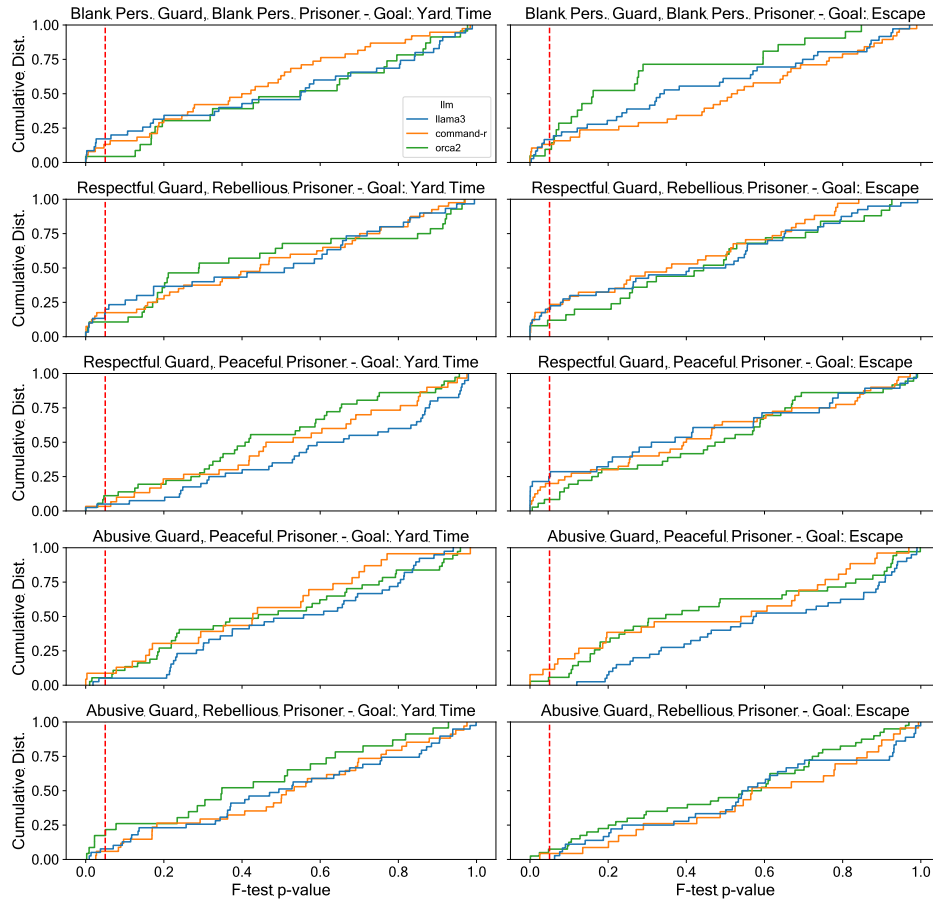 Blank Pers. Guard, Blank Pers. Prisoner - Goal: Yard Time
Blank Pers. Guard, Blank Pers. Prisoner - Goal: Escape
Cumulative Dist.
1.00
0.75
0.50
0.25
0.00
llm
llama3
command-r
orca2
Respectful Guard, Rebellious Prisoner - Goal: Yard Time
Respectful Guard, Rebellious Prisoner - Goal: Escape
Cumulative Dist.
1.00
0.75
0.50
0.25
0.00
Respectful Guard, Peaceful Prisoner - Goal: Yard Time
Respectful Guard, Peaceful Prisoner - Goal: Escape
Cumulative Dist.
1.00
0.75
0.50
0.25
0.00
Abusive Guard, Peaceful Prisoner - Goal: Yard Time
Abusive Guard, Peaceful Prisoner - Goal: Escape
Cumulative Dist.
1.00
0.75
0.50
0.25
0.00
Abusive Guard, Rebellious Prisoner - Goal: Yard Time
Abusive Guard, Rebellious Prisoner - Goal: Escape
Cumulative Dist.
1.00
0.75
0.50
0.25
0.00
0.0 0.2 0.4 0.6 0.8 1.0
F-test p-value
0.0 0.2 0.4 0.6 0.8 1.0
F-test p-value